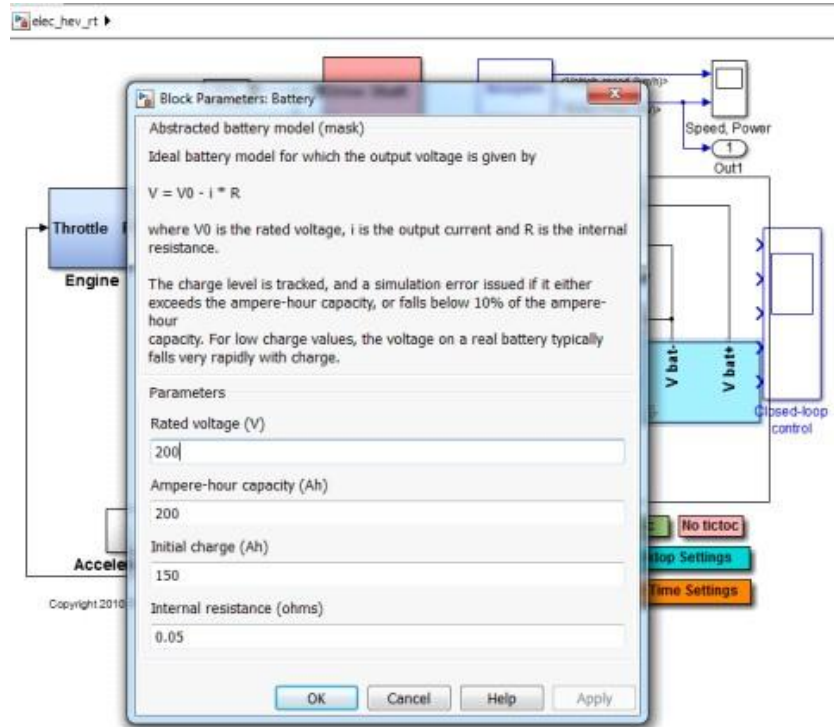 elec_hev_rt
Block Parameters: Battery
Abstracted battery model (mask)
Ideal battery model for which the output voltage is given by
V = V0 - i * R
where V0 is the rated voltage, i is the output current and R is the internal
resistance.
The charge level is tracked, and a simulation error issued if it either
exceeds the ampere-hour capacity, or falls below 10% of the ampere-
hour
capacity. For low charge values, the voltage on a real battery typically
falls very rapidly with charge.
Parameters
Rated voltage (V)
200
Ampere-hour capacity (Ah)
200
Initial charge (Ah)
150
Internal resistance (ohms)
0.05
OK Cancel Help Apply
Speed, Power
1
Out1
Throttle
Engine
V bat-
V bat+
Closed-loop
control
No tictoc
Accele
Settings
Time Settings
Copyright 2010